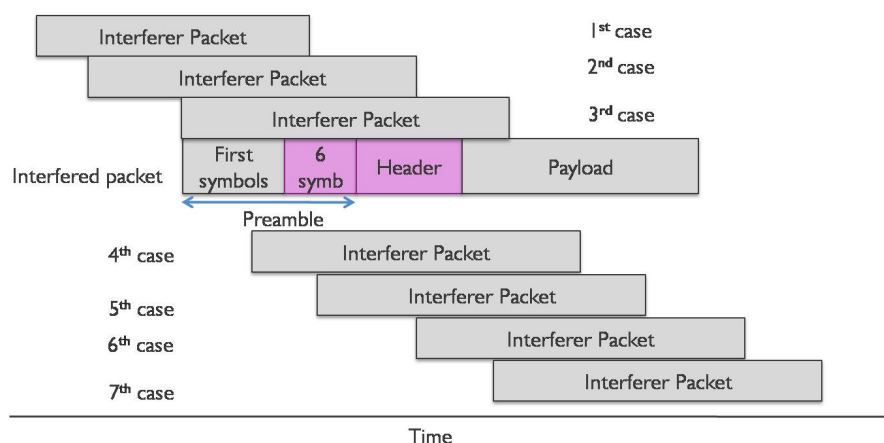 Interferer Packet
1st case
Interferer Packet
2nd case
Interferer Packet
3rd case
Interfered packet
First
symbols
6
symb
Header
Payload
Preamble
4th case
Interferer Packet
5th case
Interferer Packet
6th case
Interferer Packet
7th case
Interferer Packet
Time